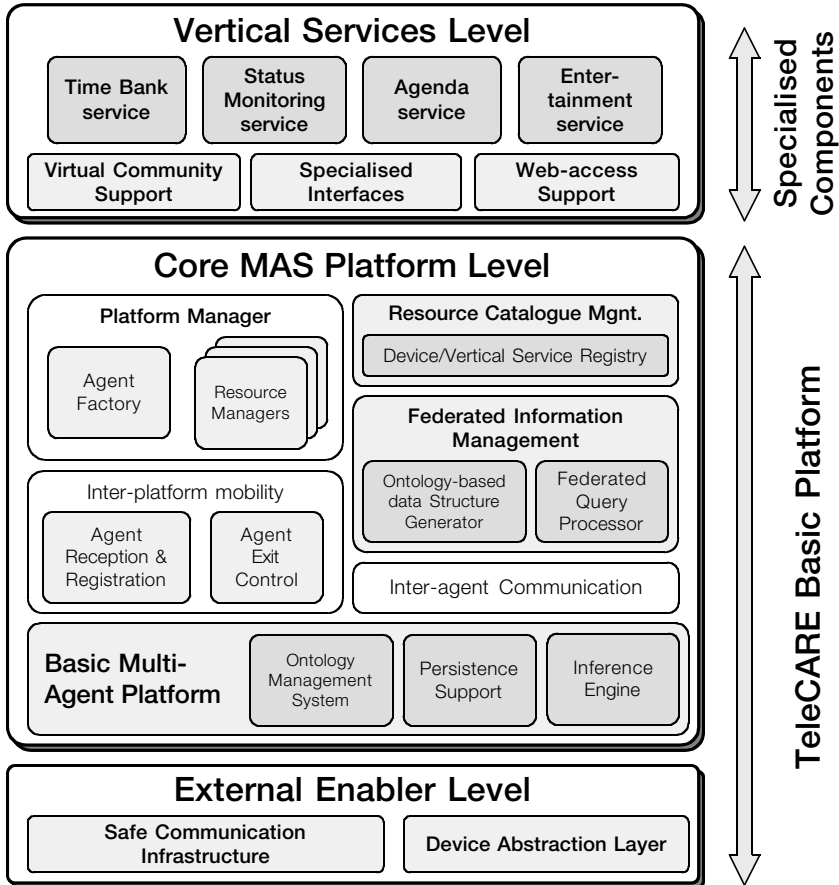 Vertical Services Level
Time Bank
service
Status
Monitoring
service
Agenda
service
Enter-
tainment
service
Virtual Community
Support
Specialised
Interfaces
Web-access
Support
Specialised
Components
Core MAS Platform Level
Platform Manager
Agent
Factory
Resource
Managers
Resource Catalogue Mgnt.
Device/Vertical Service Registry
Federated Information
Management
Ontology-based
data Structure
Generator
Federated
Query
Processor
Inter-platform mobility
Agent
Reception &
Registration
Agent
Exit
Control
Inter-agent Communication
Basic Multi-
Agent Platform
Ontology
Management
System
Persistence
Support
Inference
Engine
TeleCARE Basic Platform
External Enabler Level
Safe Communication
Infrastructure
Device Abstraction Layer